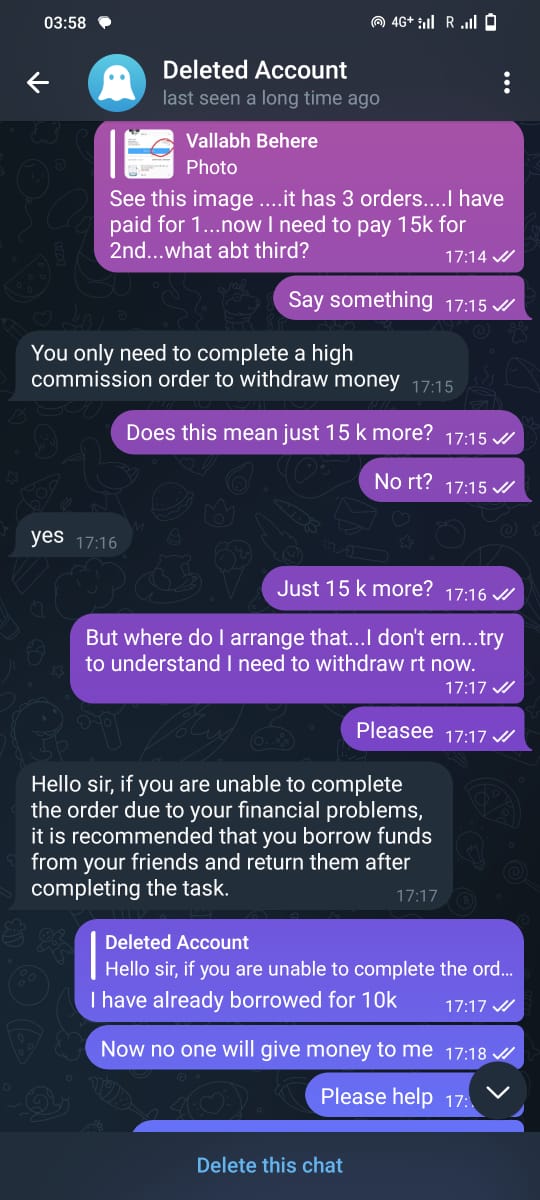 03:58
4G+ R
Deleted Account
last seen a long time ago
Vallabh Behere
Photo
See this image ....it has 3 orders....I have
paid for 1...now I need to pay 15k for
2nd...what abt third?
17:14
Say something 17:15
You only need to complete a high
commission order to withdraw money 17:15
Does this mean just 15 k more? 17:15
No rt? 17:15
yes 17:16
Just 15 k more? 17:16
But where do I arrange that...I don't ern...try
to understand I need to withdraw rt now.
17:17
Pleasee 17:17
Hello sir, if you are unable to complete
the order due to your financial problems,
it is recommended that you borrow funds
from your friends and return them after
completing the task. 17:17
Deleted Account
Hello sir, if you are unable to complete the ord...
I have already borrowed for 10k 17:17
Now no one will give money to me 17:18
Please help
Delete this chat